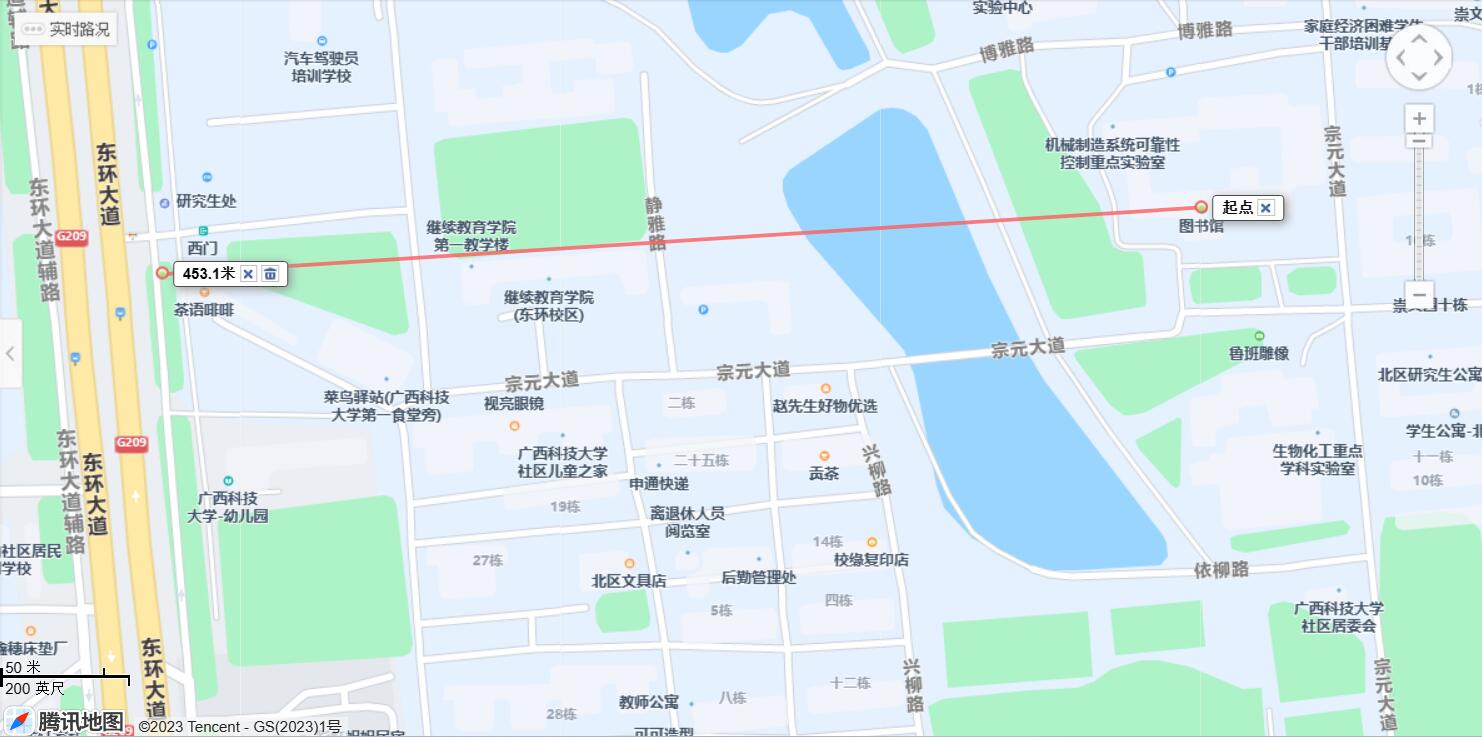 实验中心
崇文
实时路况
汽车驾驶员
培训学校
博雅路
博雅路
家庭经济困难学生
干部培训基
东环大道
机械制造系统可靠性
控制重点实验室
宗元大道
研究生处
静雅路
起点
图书馆
继续教育学院
第一教学楼
东环大道辅路
G209
西门
453.1米
茶语啡啡
继续教育学院
(东环校区)
宗元大道
鲁班雕像
宗元大道
宗元大道
北区研究生公寓
菜鸟驿站(广西科技
大学第一食堂旁)
视亮眼镜
二栋
赵先生好物优选
G209
东环大道辅路
东环大道
广西科技大学
社区儿童之家
二十五栋
贡茶
兴柳路
生物化工重点
学科实验室
学生公寓-北
十一栋
10栋
申通快递
广西科技
大学-幼儿园
19栋
离退休人员
阅览室
社区居民
学校
27栋
14栋
校缘复印店
北区文具店
后勤管理处
依柳路
5栋
四栋
广西科技大学
社区居委会
鑫穗床垫厂
东环大道
50 米
200 英尺
教师公寓
八栋
十二栋
兴柳路
宗元大道
28栋
腾讯地图
©2023 Tencent - GS(2023)1号